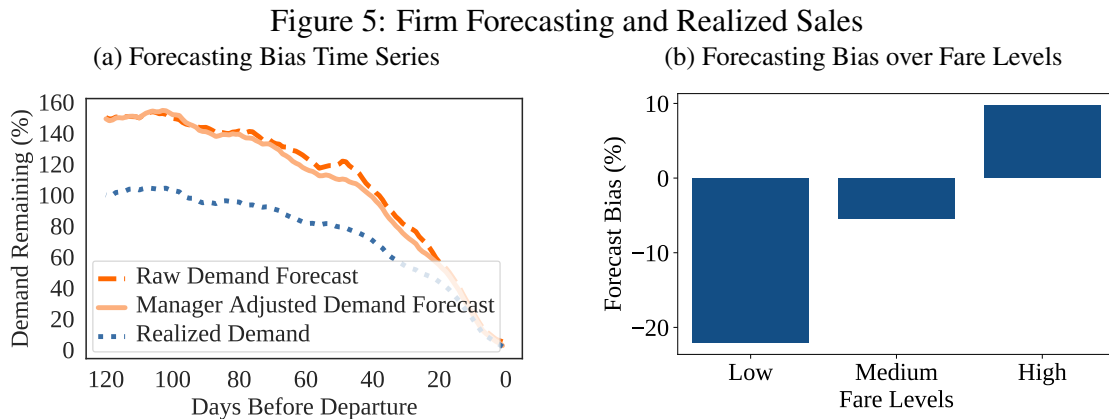 Figure 5: Firm Forecasting and Realized Sales
(a) Forecasting Bias Time Series
Demand Remaining (%)
160
140
120
100
80
60
40
20
0
Raw Demand Forecast
Manager Adjusted Demand Forecast
Realized Demand
120 100 80 60 40 20 0
Days Before Departure
(b) Forecasting Bias over Fare Levels
Forecast Bias (%)
10
0
−10
−20
Low Medium High
Fare Levels